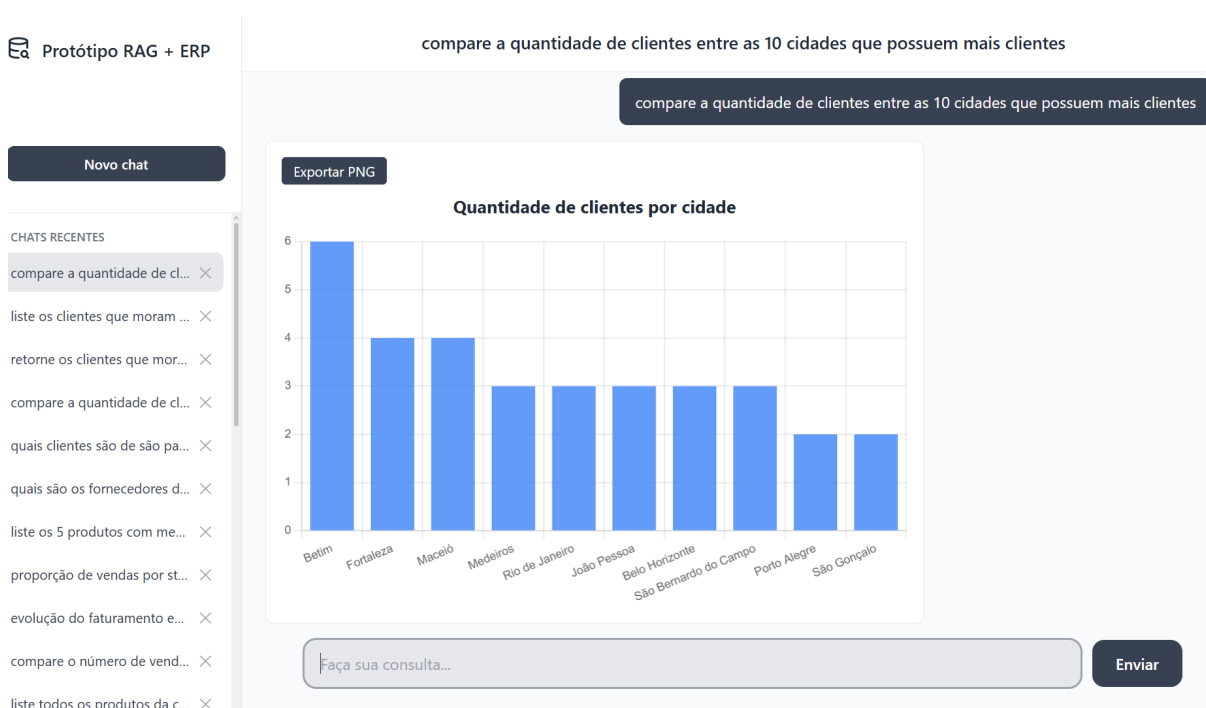 Protótipo RAG + ERP
Novo chat
CHATS RECENTES
compare a quantidade de cl...
liste os clientes que moram ...
retorne os clientes que mor...
compare a quantidade de cl...
quais clientes são de são pa...
quais são os fornecedores d...
liste os 5 produtos com me...
proporção de vendas por st...
evolução do faturamento e...
compare o número de vend...
liste todos os produtos da c...
compare a quantidade de clientes entre as 10 cidades que possuem mais clientes
compare a quantidade de clientes entre as 10 cidades que possuem mais clientes
Exportar PNG
Quantidade de clientes por cidade
6
5
4
3
2
1
0
Betim
Fortaleza
Maceió
Medeiros
Rio de Janeiro
João Pessoa
Belo Horizonte
São Bernardo do Campo
Porto Alegre
São Gonçalo
Faça sua consulta...
Enviar